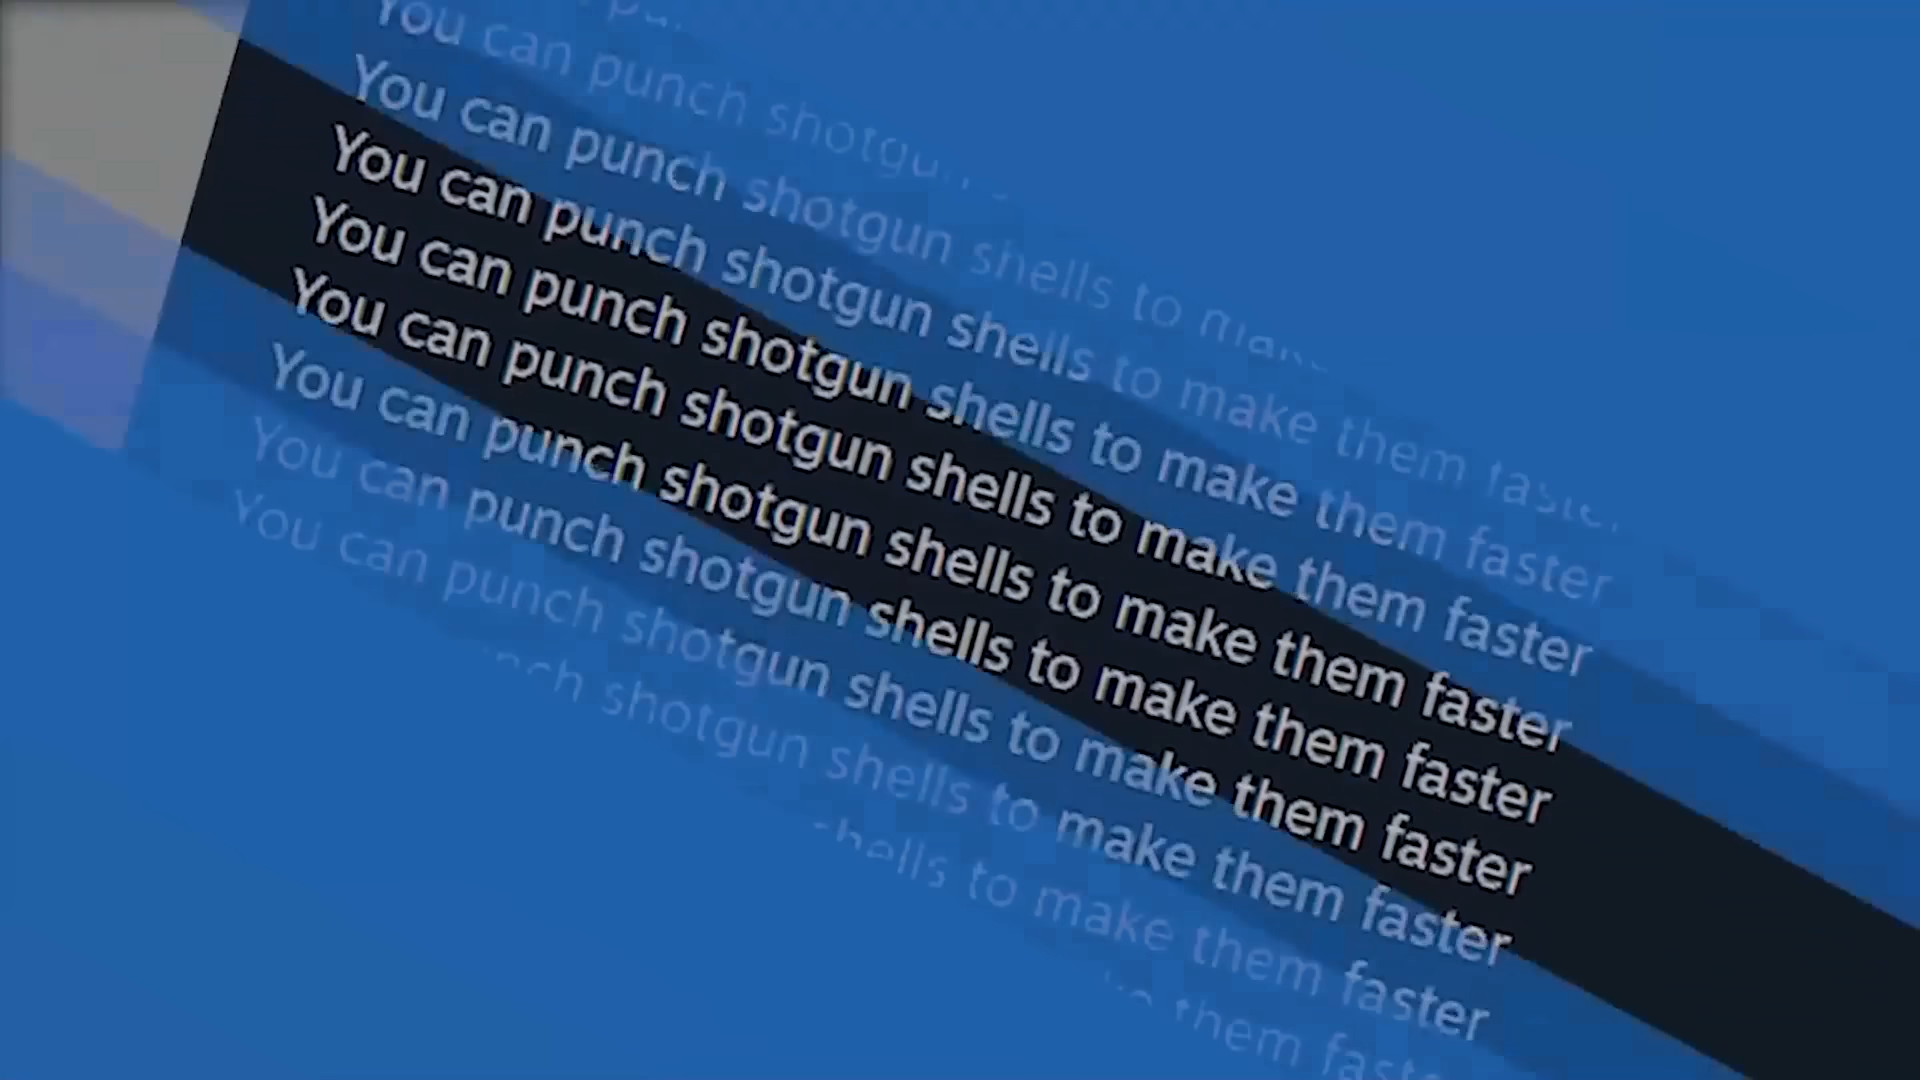 You can punch
You can punch shotgun shells to
You can punch shotgun shells to make them
You can punch shotgun shells to make them faster
You can punch shotgun shells to make them faster
You can punch shotgun shells to make them faster
You can punch shotgun shells to make them faster
You can punch shotgun shells to make them faster
shotgun shells to make them faster
shells to make them faster
them